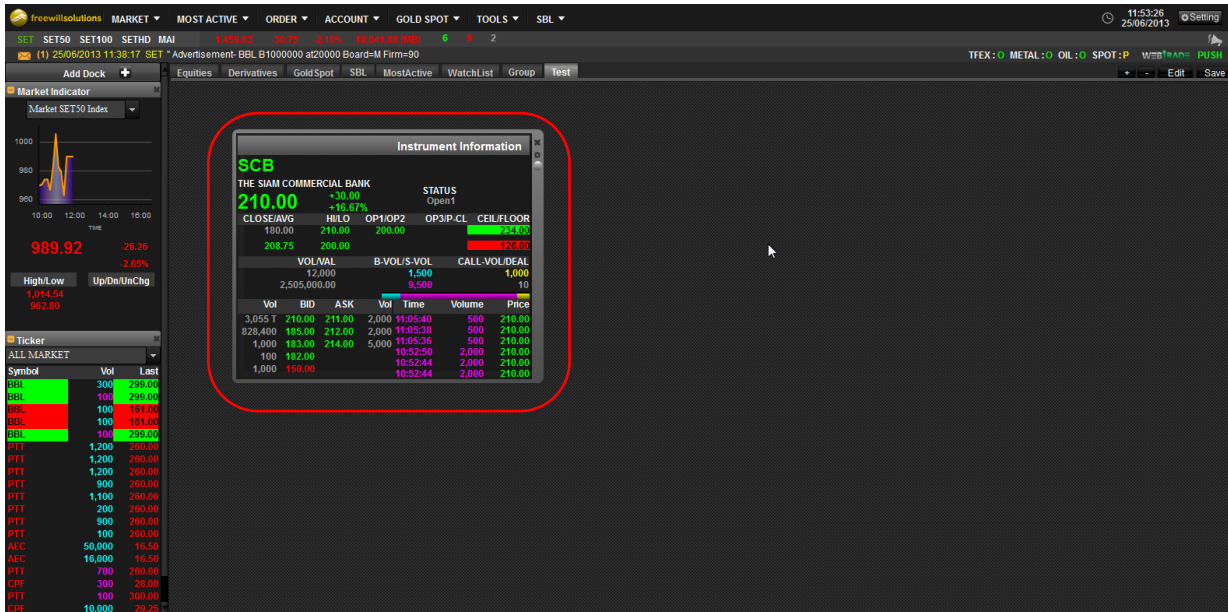 freewillsolutions MARKET ▼ MOST ACTIVE ▼ ORDER ▼ ACCOUNT ▼ GOLD SPOT ▼ TOOLS ▼ SBL ▼ 11:53:26 25/06/2013 Setting
SET SET50 SET100 SETHD MAI -2.10% 6 2
(1) 25/06/2013 11:38:17 SET "Advertisement- BBL B1000000 at20000 Board=M Firm=90 TFEX:O METAL:O OIL:O SPOT:P WEBTRADE PUSH
Add Dock + Equities Derivatives GoldSpot SBL MostActive WatchList Group Test + - Edit Save
Market Indicator
Market SET50 Index
1000
980
960
10:00 12:00 14:00 16:00
TIME
989.92 -26.26
-2.65%
High/Low Up/Dn/UnChg
1,014.54
962.80
Ticker
ALL MARKET
Symbol Vol Last
BBL 300 299.00
BBL 100 299.00
BBL 100 161.00
BBL 100 161.00
BBL 100 299.00
PTT 1,200 260.00
PTT 1,200 260.00
PTT 1,200 260.00
PTT 900 260.00
PTT 1,100 260.00
PTT 200 260.00
PTT 900 260.00
PTT 100 260.00
AEC 50,000 16.50
AEC 16,000 16.50
PTT 700 260.00
CPF 300 28.00
PTT 100 300.00
CPF 10,000 29.25
Instrument Information
SCB
THE SIAM COMMERCIAL BANK STATUS
210.00 +30.00 Open1
+16.67%
CLOSE/AVG HI/LO OP1/OP2 OP3/P-CL CEIL/FLOOR
180.00 210.00 200.00 234.00
208.75 200.00 126.00
VOL/VAL B-VOL/S-VOL CALL-VOL/DEAL
12,000 1,500 1,000
2,505,000.00 9,500 10
Vol BID ASK Vol Time Volume Price
3,055 T 210.00 211.00 2,000 11:05:40 500 210.00
828,400 185.00 212.00 2,000 11:05:38 500 210.00
1,000 183.00 214.00 5,000 11:05:36 500 210.00
100 182.00 10:52:50 2,000 210.00
1,000 150.00 10:52:44 2,000 210.00
10:52:44 2,000 210.00